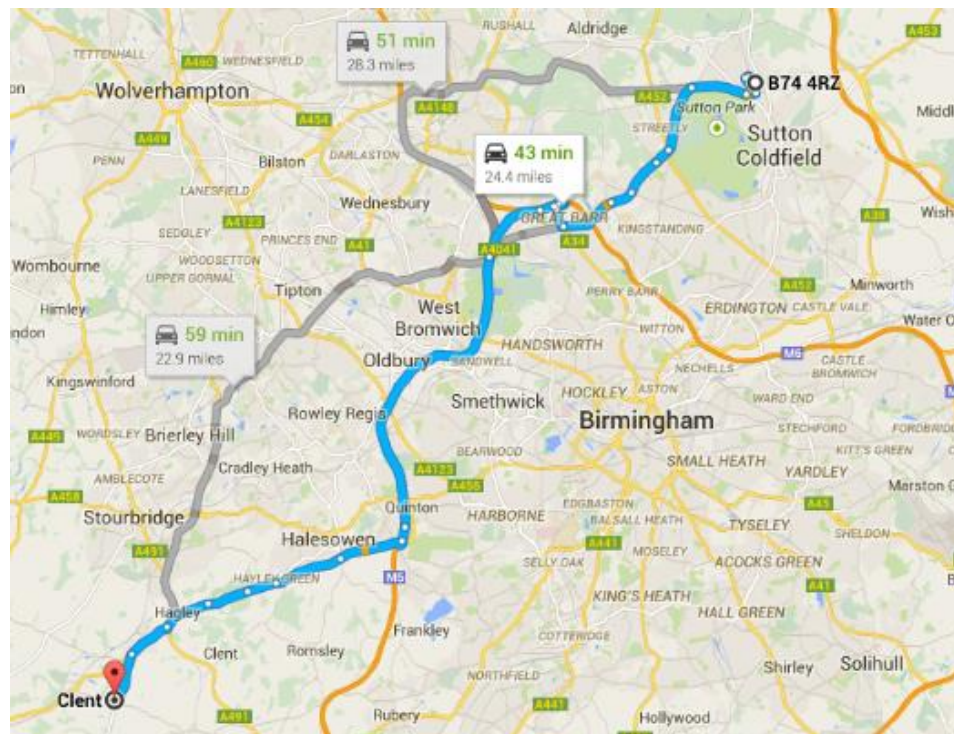 RUSHALL
Aldridge
A453
51 min
28.3 miles
TETTENHALL
A460
WEDNESFIELD
Wolverhampton
A4148
A452
B74 4RZ
Sutton Park
A454
STREETLY
Sutton
Coldfield
A449
PENN
Bilston
DARLASTON
43 min
24.4 miles
LANESFIELD
Wednesbury
A4123
GREAT BARR
KINGSTANDING
A38
SEDGLEY
PRINCES END
A41
A4041
A34
WOODSETTON
Wombourne
UPPER GORNAL
Tipton
PERRY BARR
A452
Minworth
Himley
West
Bromwich
ERDINGTON
CASTLE VALE
59 min
22.9 miles
HANDSWORTH
WITTON
M6
Oldbury
SANDWELL
NECHELLS
CASTLE
BROMWICH
Kingswinford
HOCKLEY
ASTON
WARD END
Rowley Regis
Smethwick
Birmingham
STECHFORD
A449
WORDSLEY
Brierley Hill
BEARWOOD
KITT'S GREEN
Cradley Heath
A4123
SMALL HEATH
YARDLEY
AMBLECOTE
A456
A458
Quinton
EDGBASTON
A45
Stourbridge
HARBORNE
BALSALL HEATH
TYSELEY
SHELDON
Halesowen
A441
MOSELEY
A491
SELLY OAK
ACOCKS GREEN
HAYLEY GREEN
M5
KING'S HEATH
A41
Hagley
HALL GREEN
Frankley
Clent
Romsley
COTTERIDGE
Shirley
Solihull
NORTHFIELD
Clent
A491
Rubery
A441
Hollywood